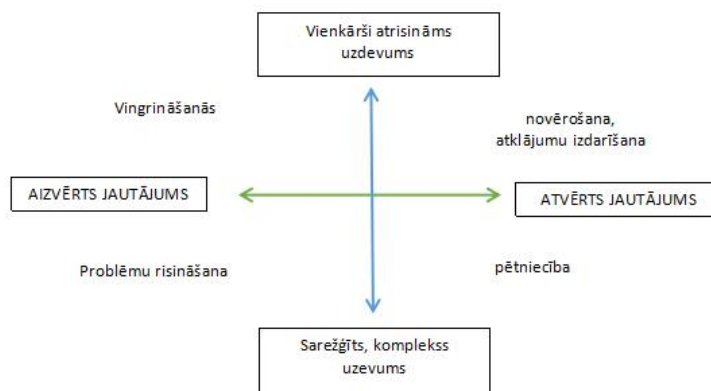 Vienkārši atrisināms
uzdevums
Vingrināšanās
novērošana,
atklājumu izdarīšana
AIZVĒRTS JAUTĀJUMS
ATVĒRTS JAUTĀJUMS
Problēmu risināšana
pētniecība
Sarežģīts, komplekss
uzevums